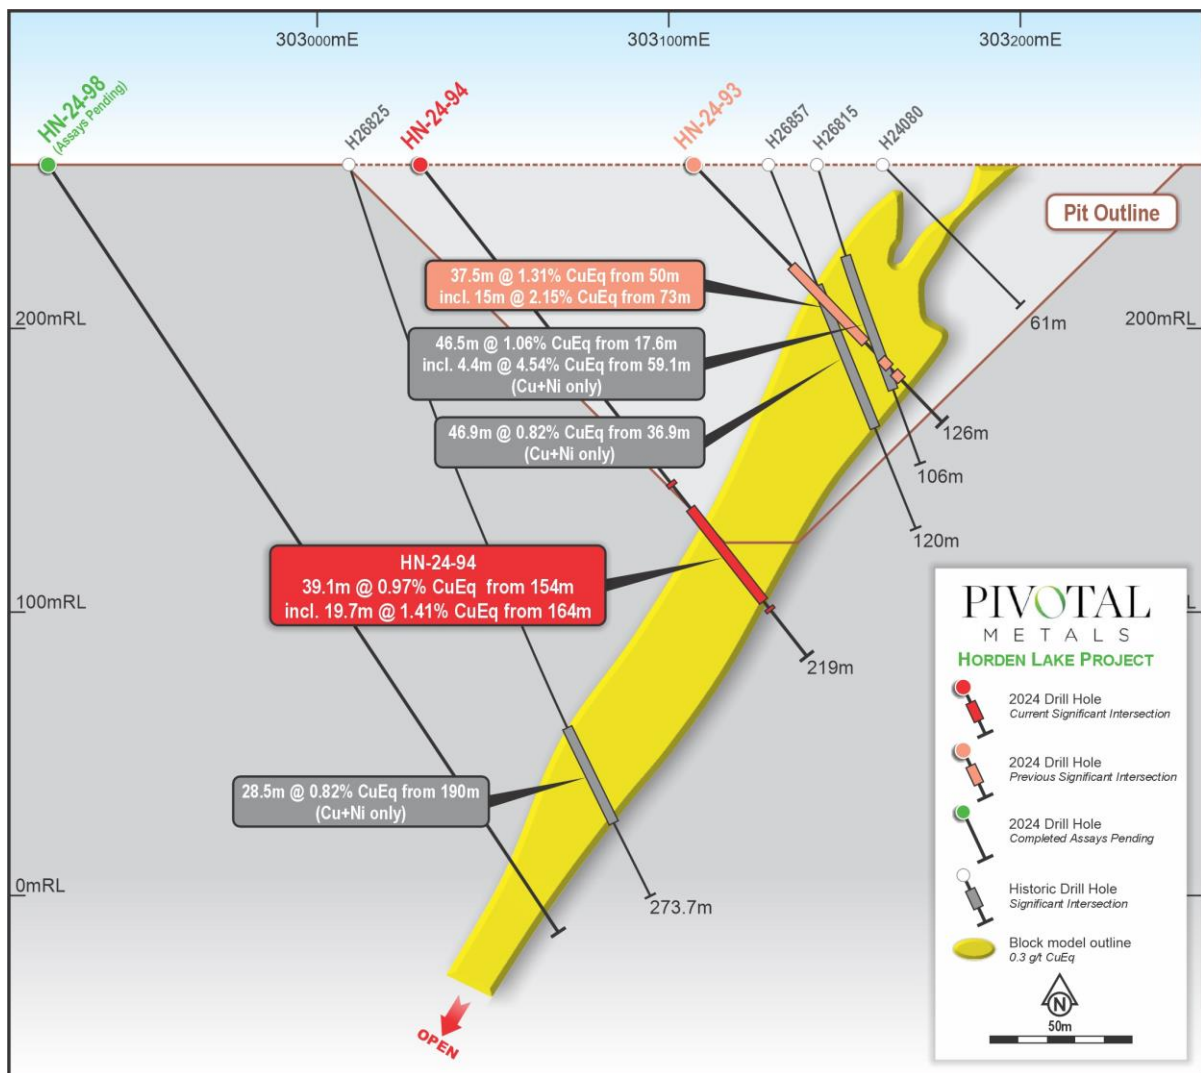 303000mE
303100mE
303200mE
HN-24-98
(Assays Pending)
H26825
HN-24-94
HN-24-93
H26857
H26815
H24080
Pit Outline
37.5m @ 1.31% CuEq from 50m
incl. 15m @ 2.15% CuEq from 73m
200mRL
200mRL
61m
46.5m @ 1.06% CuEq from 17.6m
incl. 4.4m @ 4.54% CuEq from 59.1m
(Cu+Ni only)
46.9m @ 0.82% CuEq from 36.9m
(Cu+Ni only)
126m
106m
120m
HN-24-94
39.1m @ 0.97% CuEq from 154m
incl. 19.7m @ 1.41% CuEq from 164m
100mRL
219m
28.5m @ 0.82% CuEq from 190m
(Cu+Ni only)
0mRL
273.7m
OPEN
PIVOTAL
METALS
HORDEN LAKE PROJECT
2024 Drill Hole
Current Significant Intersection
2024 Drill Hole
Previous Significant Intersection
2024 Drill Hole
Completed Assays Pending
Historic Drill Hole
Significant Intersection
Block model outline
0.3 g/t CuEq
N
50m